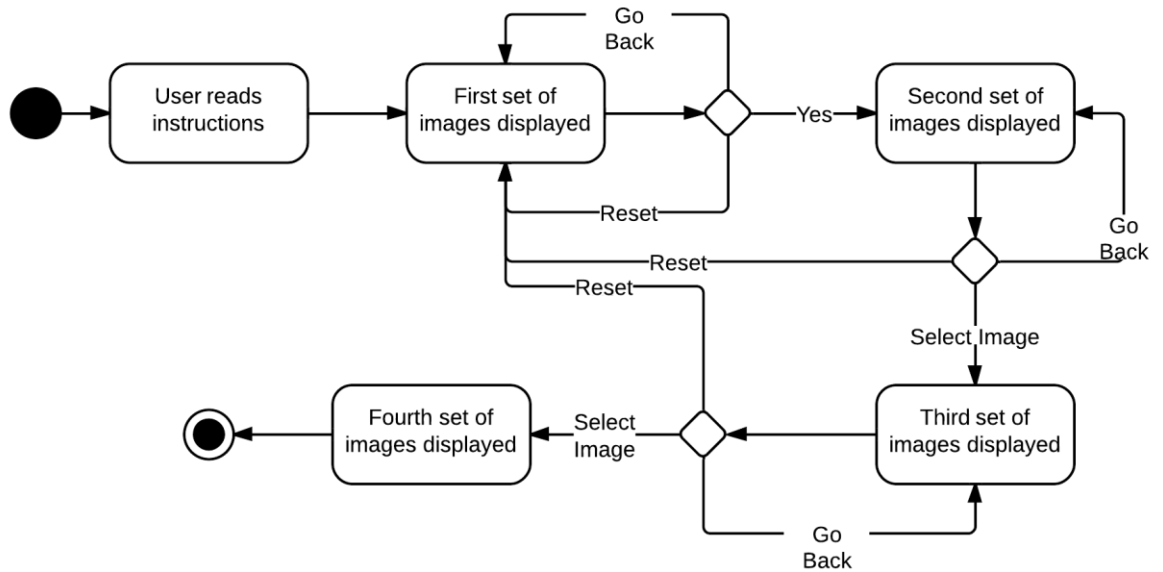 Go
Back
User reads
instructions
First set of
images displayed
Yes
Second set of
images displayed
Reset
Go
Back
Reset
Reset
Select Image
Fourth set of
images displayed
Select
Image
Third set of
images displayed
Go
Back